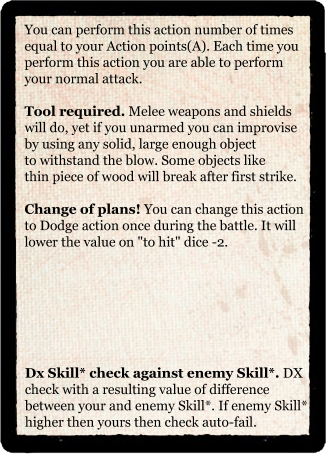 You can perform this action number of times
equal to your Action points(A). Each time you
perform this action you are able to perform
your normal attack.
Tool required. Melee weapons and shields
will do, yet if you unarmed you can improvise
by using any solid, large enough object
to withstand the blow. Some objects like
thin piece of wood will break after first strike.
Change of plans! You can change this action
to Dodge action once during the battle. It will
lower the value on "to hit" dice -2.
Dx Skill* check against enemy Skill*. DX
check with a resulting value of difference
between your and enemy Skill*. If enemy Skill*
higher then yours then check auto-fail.